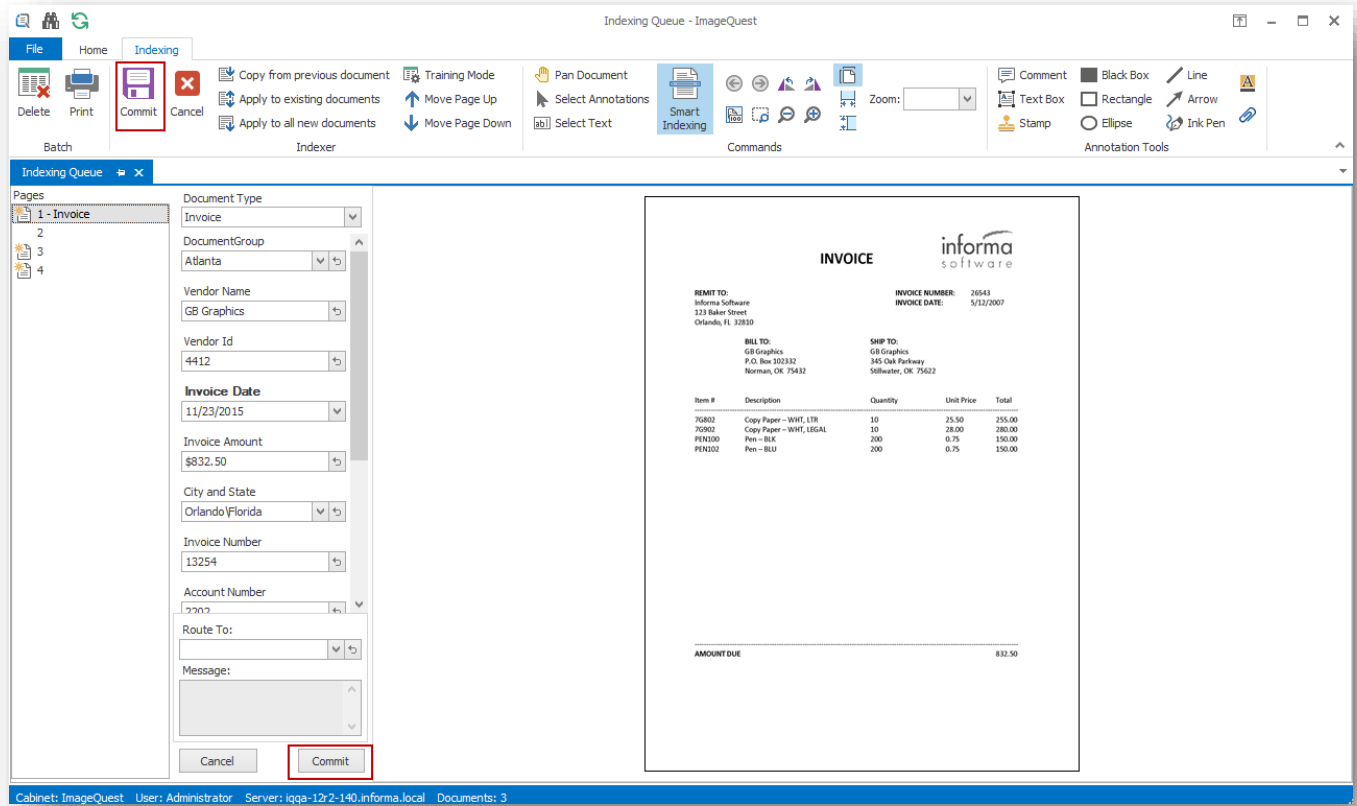 Indexing Queue - ImageQuest
File Home Indexing
Delete Print Commit Cancel
Copy from previous document
Apply to existing documents
Apply to all new documents
Training Mode
Move Page Up
Move Page Down
Pan Document
Select Annotations
Select Text
Smart
Indexing
Zoom:
Comment
Text Box
Stamp
Black Box
Rectangle
Ellipse
Line
Arrow
Ink Pen
Batch Indexer Commands Annotation Tools
Indexing Queue
Pages
1 - Invoice
2
3
4
Document Type
Invoice
DocumentGroup
Atlanta
Vendor Name
GB Graphics
Vendor Id
4412
Invoice Date
11/23/2015
Invoice Amount
$832.50
City and State
Orlando\Florida
Invoice Number
13254
Account Number
2202
Route To:
Message:
Cancel Commit
informa
software
INVOICE
REMIT TO:
Informa Software
123 Baker Street
Orlando, FL 32810
INVOICE NUMBER: 26543
INVOICE DATE: 5/12/2007
BILL TO:
GB Graphics
P.O. Box 102332
Norman, OK 75432
SHIP TO:
GB Graphics
345 Oak Parkway
Stillwater, OK 75622
Item # Description Quantity Unit Price Total
7G802 Copy Paper – WHT, LTR 10 25.50 255.00
7G902 Copy Paper – WHT, LEGAL 10 28.00 280.00
PEN100 Pen – BLK 200 0.75 150.00
PEN102 Pen – BLU 200 0.75 150.00
AMOUNT DUE 832.50
Cabinet: ImageQuest User: Administrator Server: iqqa-12r2-140.informa.local Documents: 3